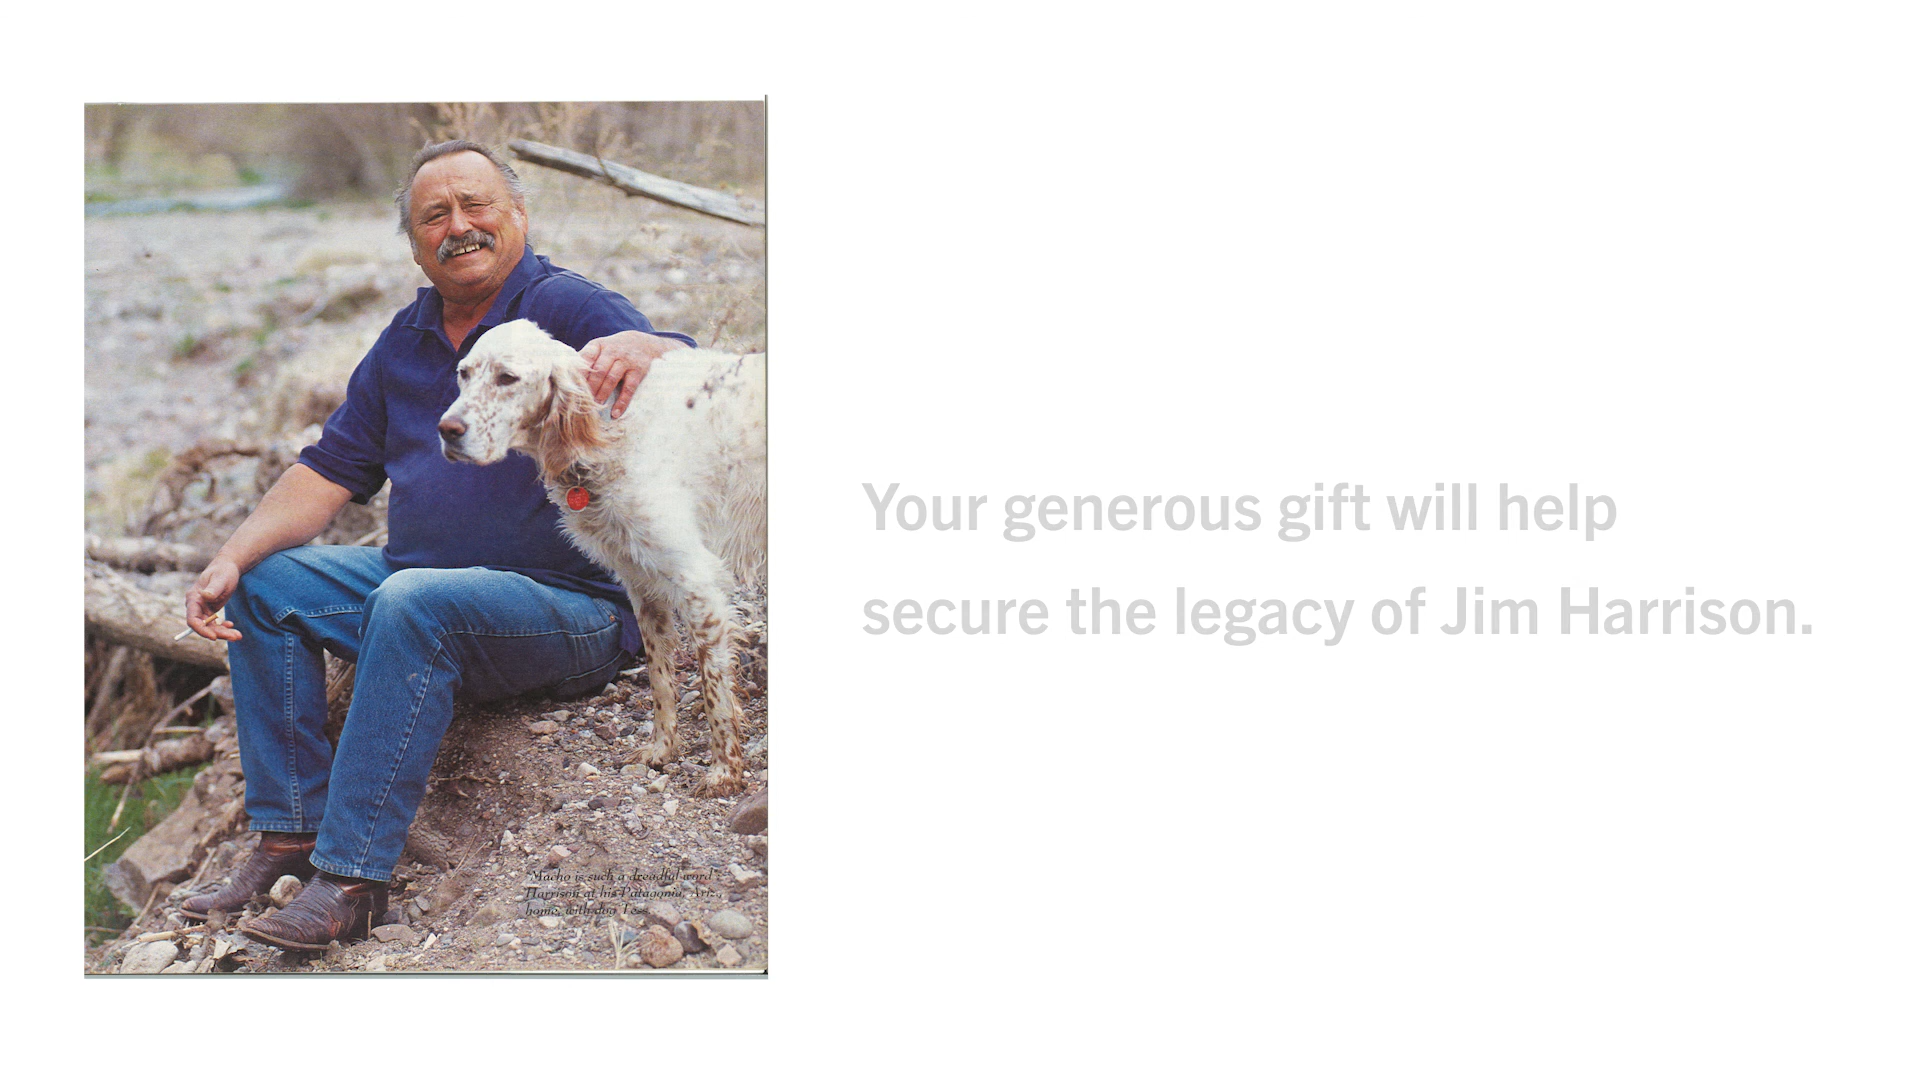 Your generous gift will help
secure the legacy of Jim Harrison.
"Macho is such a dreadful word":
Harrison at his Patagonia, Ariz.,
home, with dog Tess.